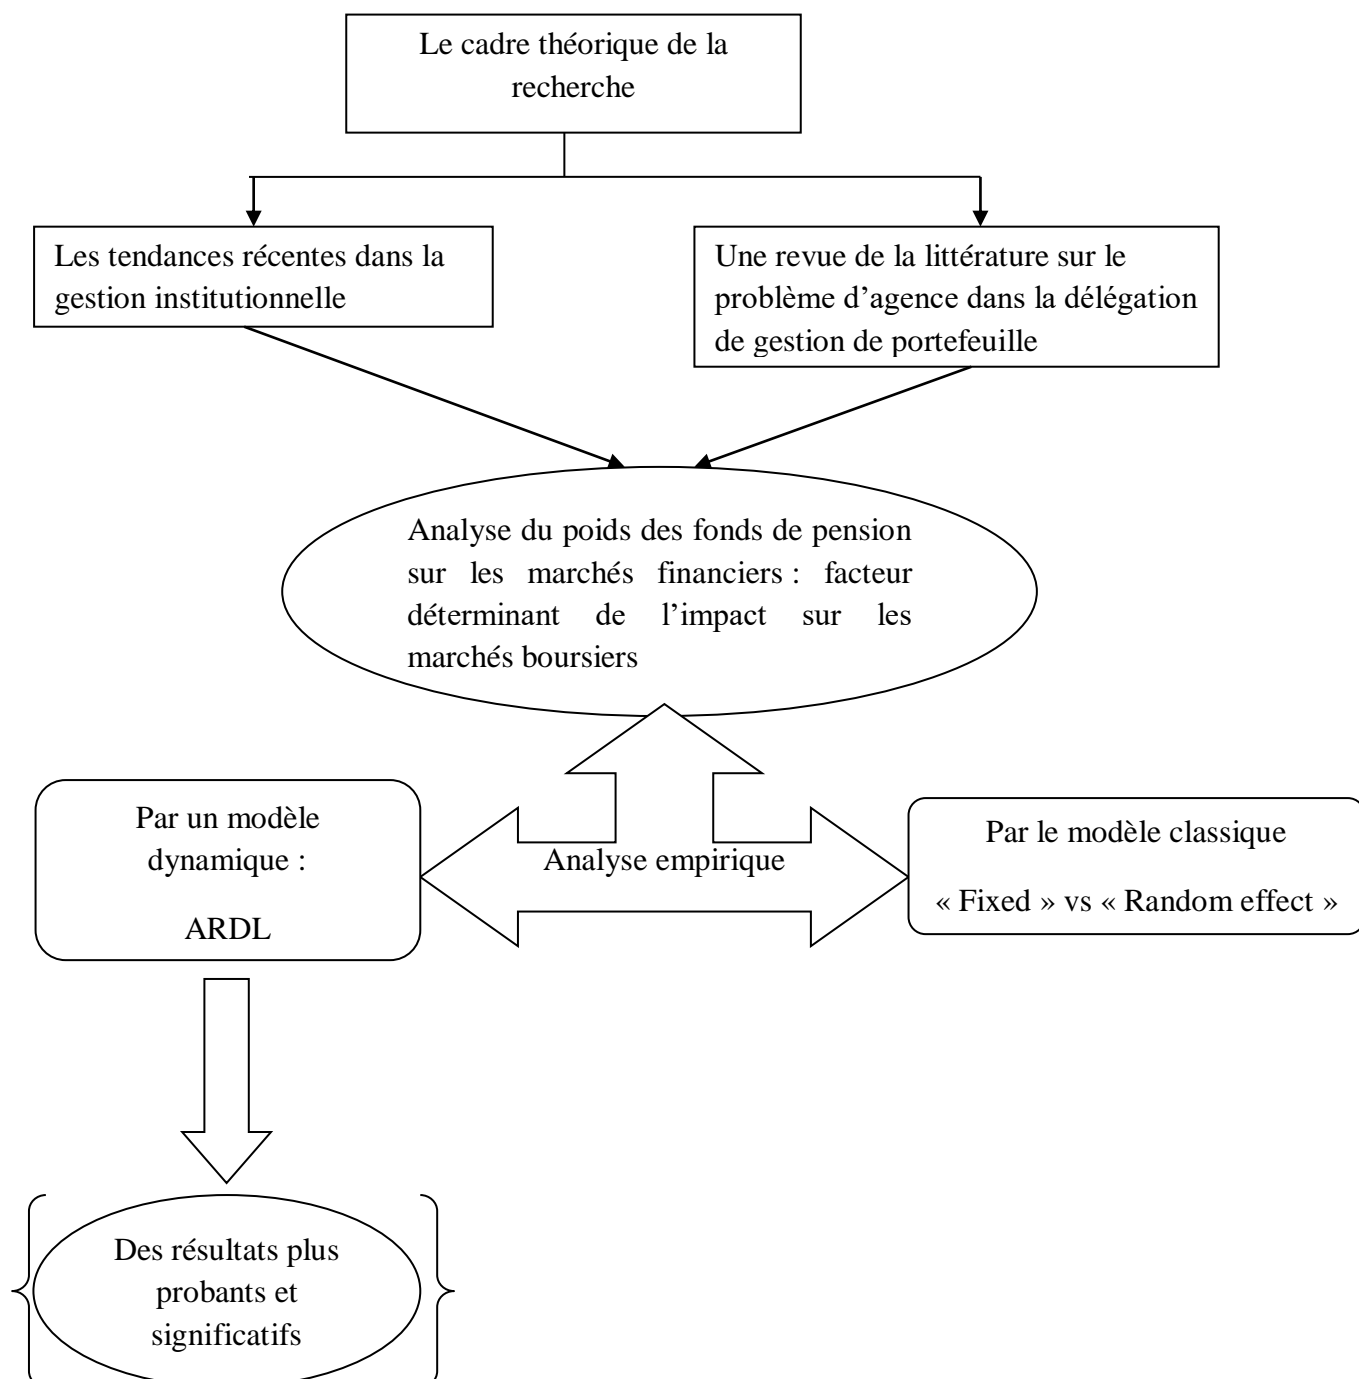 Le cadre théorique de la
recherche
Les tendances récentes dans la
gestion institutionnelle
Une revue de la littérature sur le
problème d’agence dans la délégation
de gestion de portefeuille
Analyse du poids des fonds de pension
sur les marchés financiers : facteur
déterminant de l’impact sur les
marchés boursiers
Par un modèle
dynamique :
ARDL
Analyse empirique
Par le modèle classique
« Fixed » vs « Random effect »
Des résultats plus
probants et
significatifs